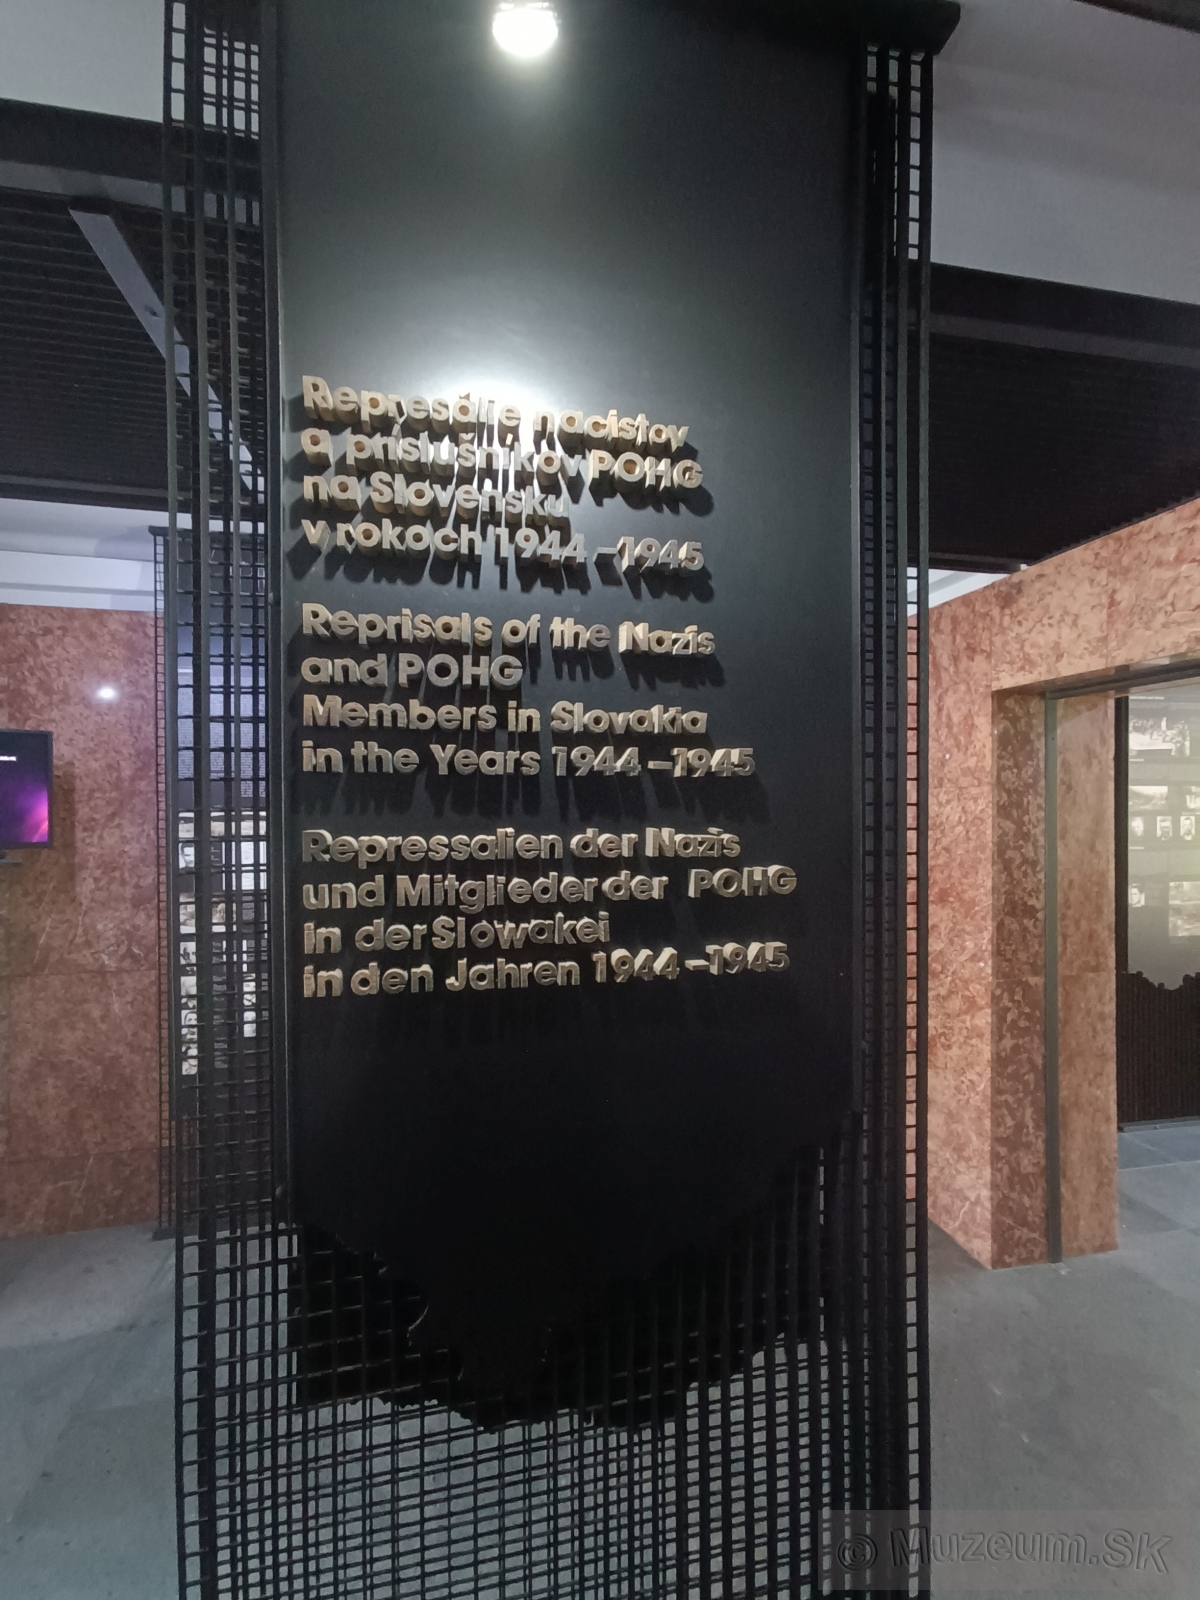 Represálie nacistov
a príslušníkov POHG
na Slovensku
v rokoch 1944 – 1945
Reprisals of the Nazis
and POHG
Members in Slovakia
in the Years 1944 – 1945
Repressalien der Nazis
und Mitglieder der POHG
in der Slowakei
in den Jahren 1944 – 1945
© Muzeum.SK